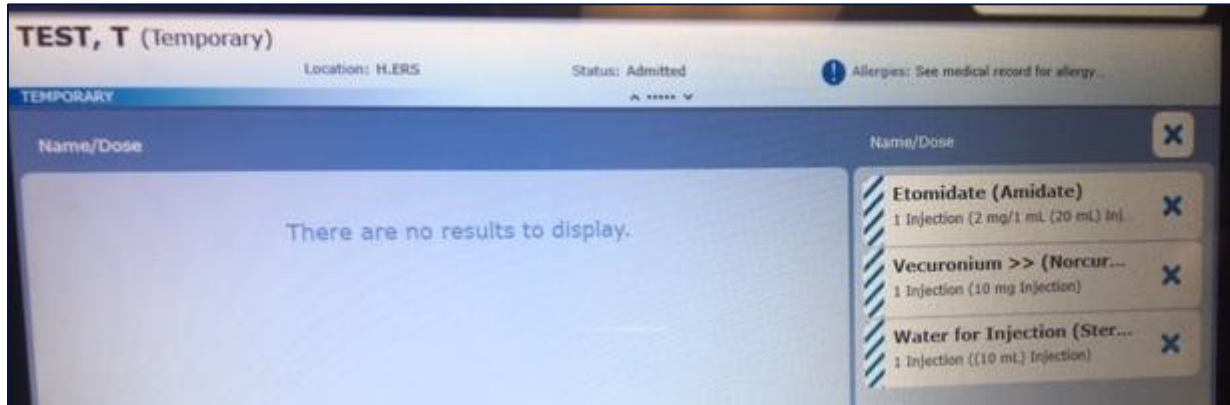 TEST, T (Temporary)
Location: H.ERS
Status: Admitted
Allergies: See medical record for allergy...
TEMPORARY
Name/Dose
Name/Dose
There are no results to display.
Etomidate (Amidate)
1 Injection (2 mg/1 mL (20 mL) Inj...
Vecuronium >> (Norcur...
1 Injection (10 mg Injection)
Water for Injection (Ster...
1 Injection ((10 mL) Injection)